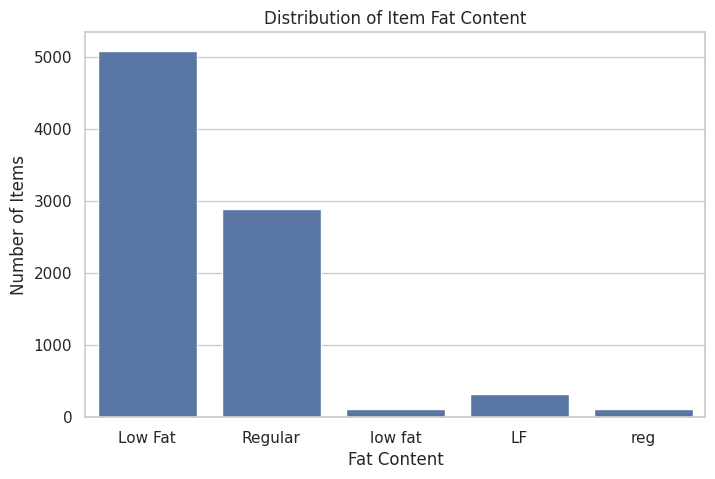 Distribution of Item Fat Content
Number of Items
5000
4000
3000
2000
1000
0
Low Fat Regular low fat LF reg
Fat Content